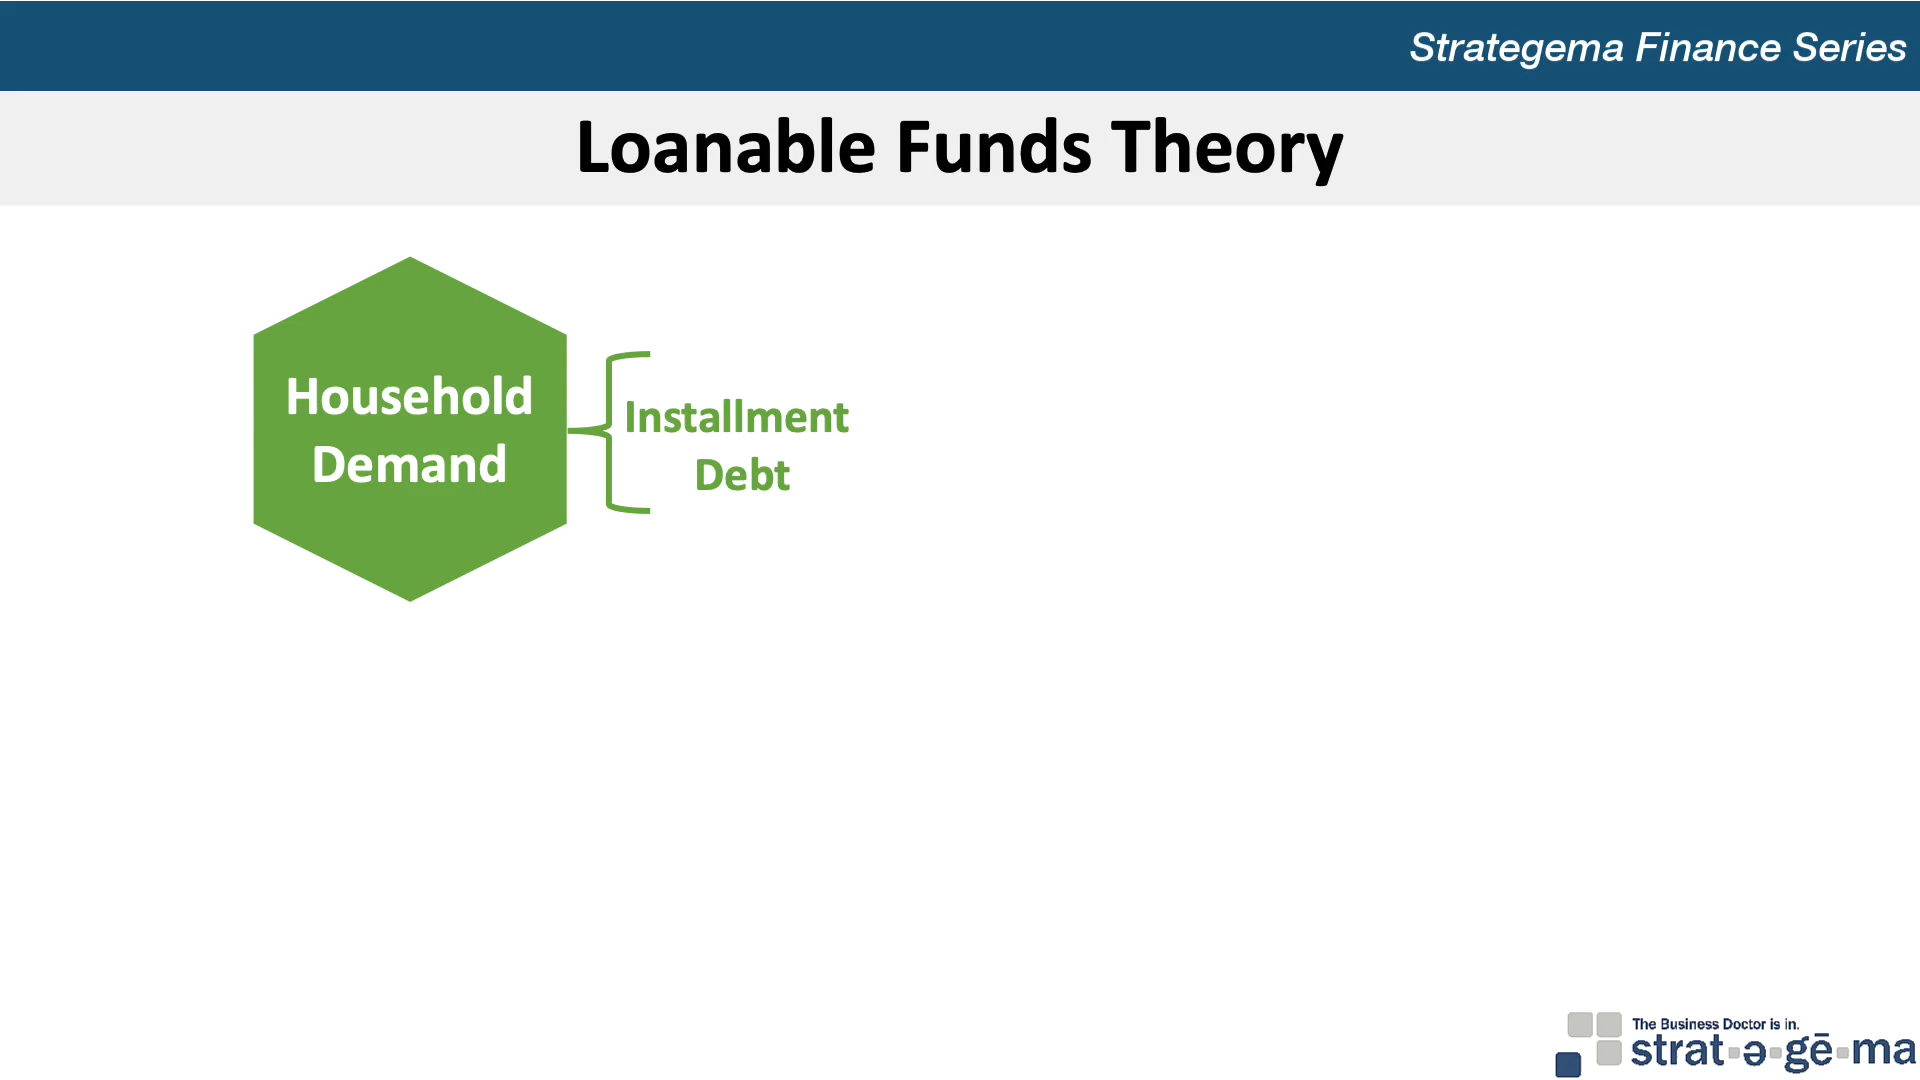 Strategema Finance Series
Loanable Funds Theory
Household
Demand
Installment
Debt
The Business Doctor is in.
strat▪ə▪gē▪ma